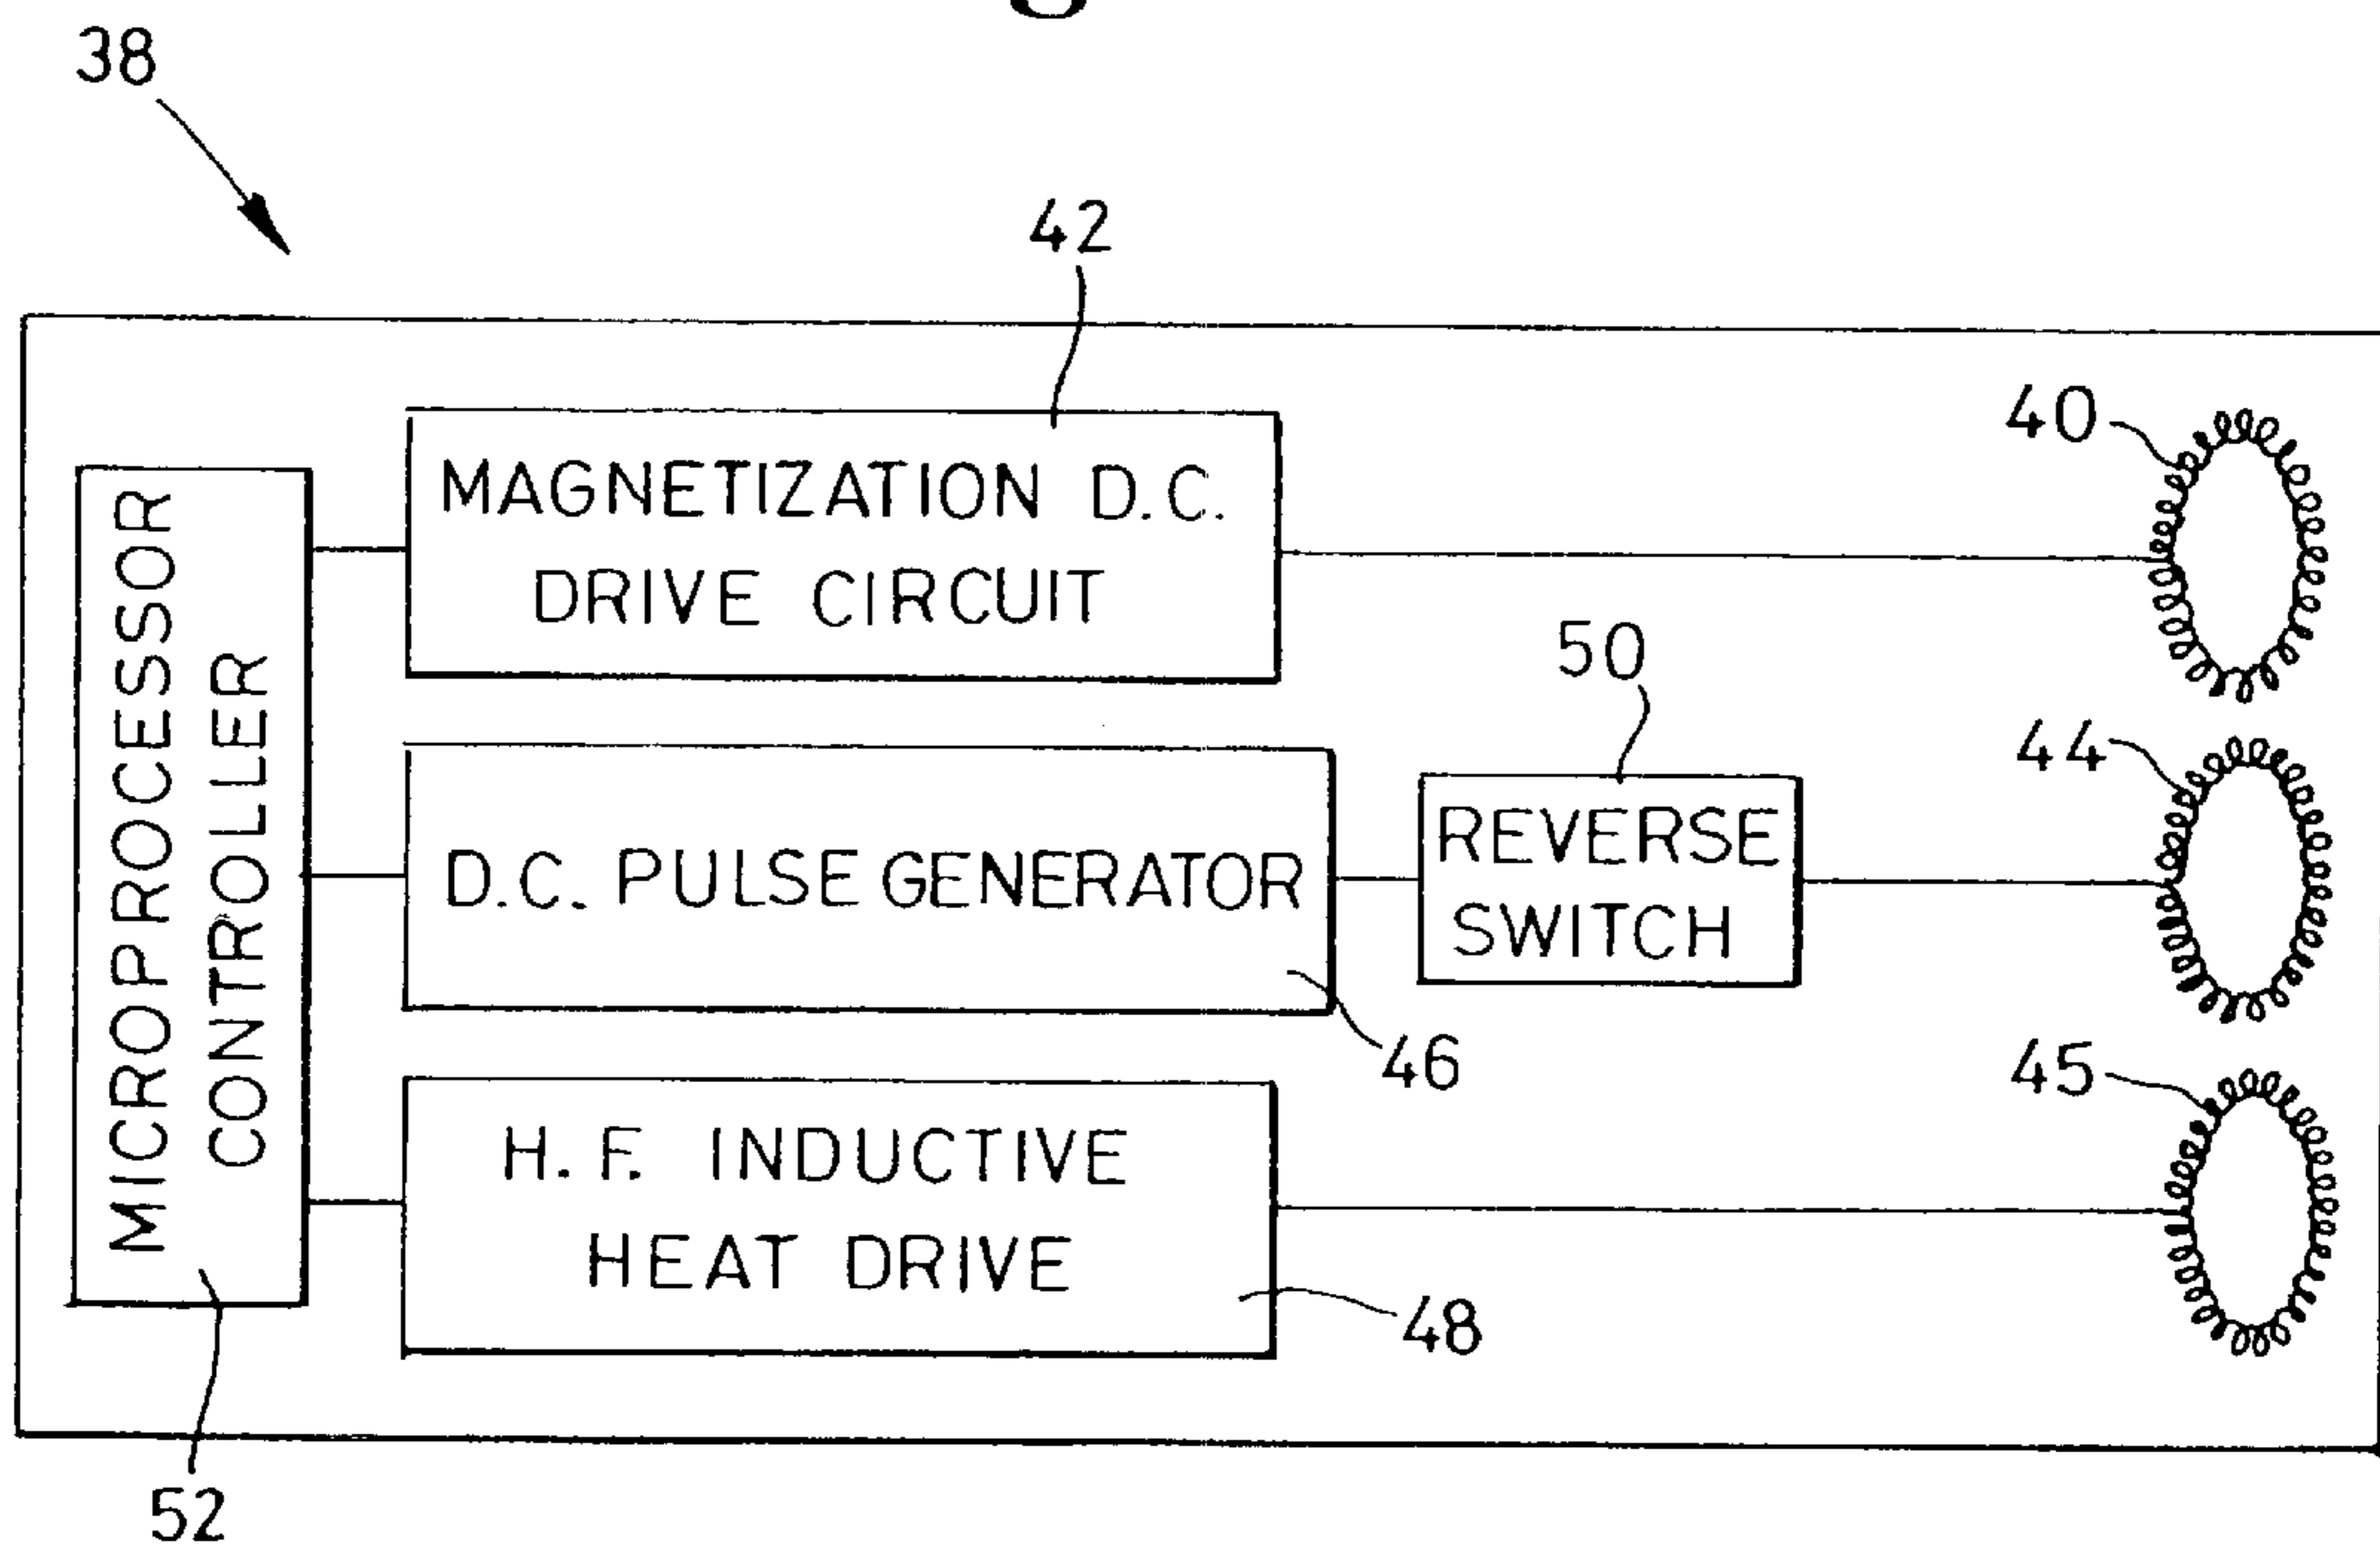 38
42
MAGNETIZATION D.C.
DRIVE CIRCUIT
40
50
44
MICROPROCESSOR
CONTROLLER
D.C. PULSE GENERATOR
REVERSE
SWITCH
46
45
H. F. INDUCTIVE
HEAT DRIVE
48
52